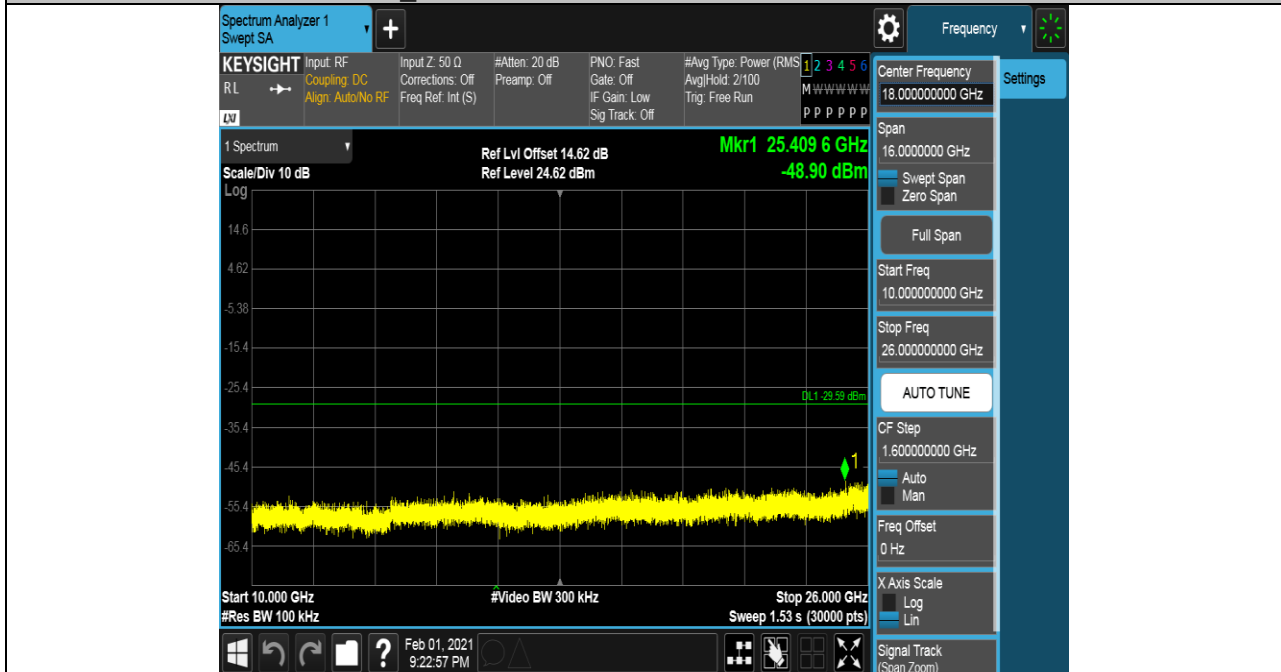 Spectrum Analyzer 1
Swept SA
+
Frequency
KEYSIGHT
RL
LXI
Input: RF
Coupling: DC
Align: Auto/No RF
Input Z: 50 Ω
Corrections: Off
Freq Ref: Int (S)
#Atten: 20 dB
Preamp: Off
PNO: Fast
Gate: Off
IF Gain: Low
Sig Track: Off
#Avg Type: Power (RMS
Avg|Hold: 2/100
Trig: Free Run
1 2 3 4 5 6
M W W W W W
P P P P P P
1 Spectrum
Scale/Div 10 dB
Ref Lvl Offset 14.62 dB
Ref Level 24.62 dBm
Mkr1 25.409 6 GHz
-48.90 dBm
Log
14.6
4.62
-5.38
-15.4
-25.4
DL1 -29.59 dBm
-35.4
-45.4
1
-55.4
-65.4
Start 10.000 GHz
#Res BW 100 kHz
#Video BW 300 kHz
Stop 26.000 GHz
Sweep 1.53 s (30000 pts)
?
Feb 01, 2021
9:22:57 PM
Center Frequency
18.000000000 GHz
Span
16.0000000 GHz
Swept Span
Zero Span
Full Span
Start Freq
10.000000000 GHz
Stop Freq
26.000000000 GHz
AUTO TUNE
CF Step
1.600000000 GHz
Auto
Man
Freq Offset
0 Hz
X Axis Scale
Log
Lin
Signal Track
(Span Zoom)
Settings